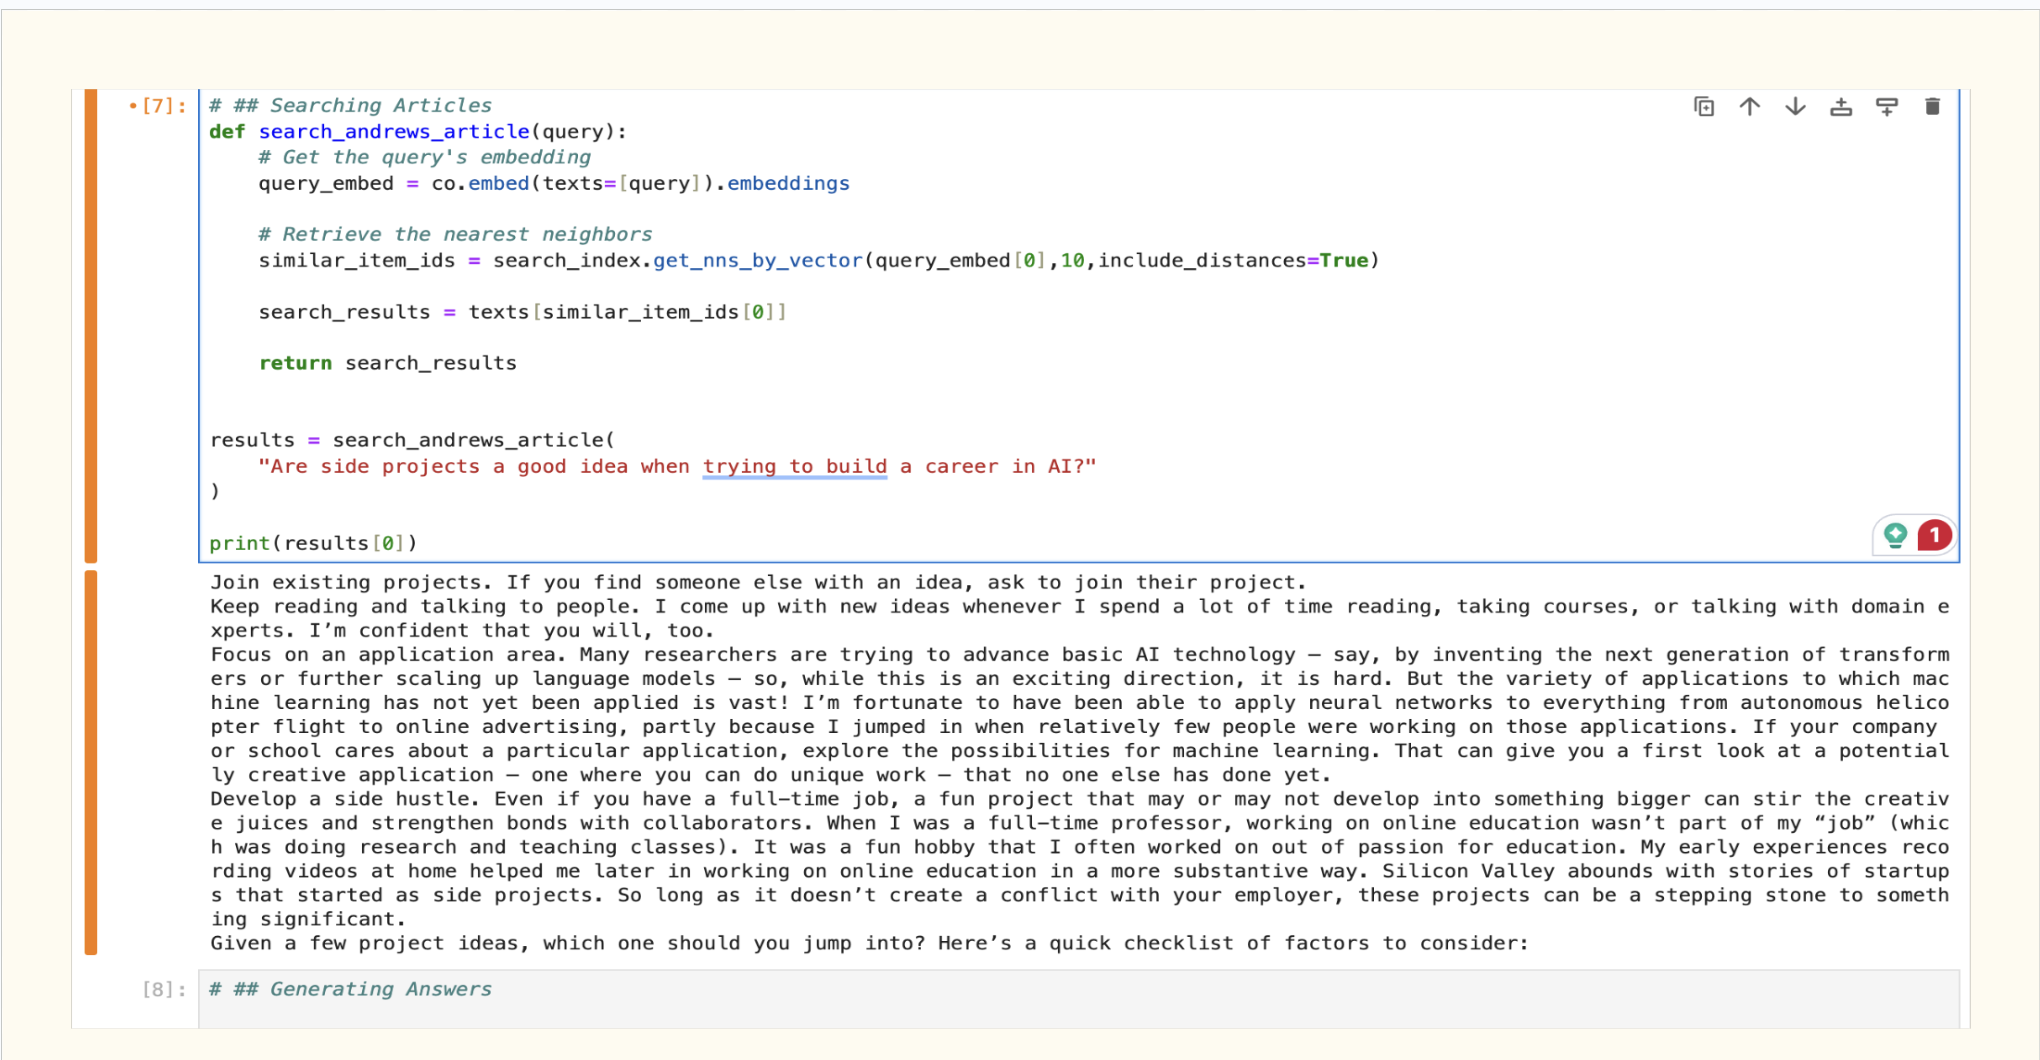 [7]: # ## Searching Articles
def search_andrews_article(query):
    # Get the query's embedding
    query_embed = co.embed(texts=[query]).embeddings
    # Retrieve the nearest neighbors
    similar_item_ids = search_index.get_nns_by_vector(query_embed[0],10,include_distances=True)
    search_results = texts[similar_item_ids[0]]
    return search_results
results = search_andrews_article(
    "Are side projects a good idea when trying to build a career in AI?"
)
print(results[0])
1
Join existing projects. If you find someone else with an idea, ask to join their project.
Keep reading and talking to people. I come up with new ideas whenever I spend a lot of time reading, taking courses, or talking with domain e
xperts. I’m confident that you will, too.
Focus on an application area. Many researchers are trying to advance basic AI technology — say, by inventing the next generation of transform
ers or further scaling up language models — so, while this is an exciting direction, it is hard. But the variety of applications to which mac
hine learning has not yet been applied is vast! I’m fortunate to have been able to apply neural networks to everything from autonomous helico
pter flight to online advertising, partly because I jumped in when relatively few people were working on those applications. If your company
or school cares about a particular application, explore the possibilities for machine learning. That can give you a first look at a potential
ly creative application — one where you can do unique work — that no one else has done yet.
Develop a side hustle. Even if you have a full-time job, a fun project that may or may not develop into something bigger can stir the creativ
e juices and strengthen bonds with collaborators. When I was a full-time professor, working on online education wasn’t part of my “job” (whic
h was doing research and teaching classes). It was a fun hobby that I often worked on out of passion for education. My early experiences reco
rding videos at home helped me later in working on online education in a more substantive way. Silicon Valley abounds with stories of startup
s that started as side projects. So long as it doesn’t create a conflict with your employer, these projects can be a stepping stone to someth
ing significant.
Given a few project ideas, which one should you jump into? Here’s a quick checklist of factors to consider:
[8]: # ## Generating Answers